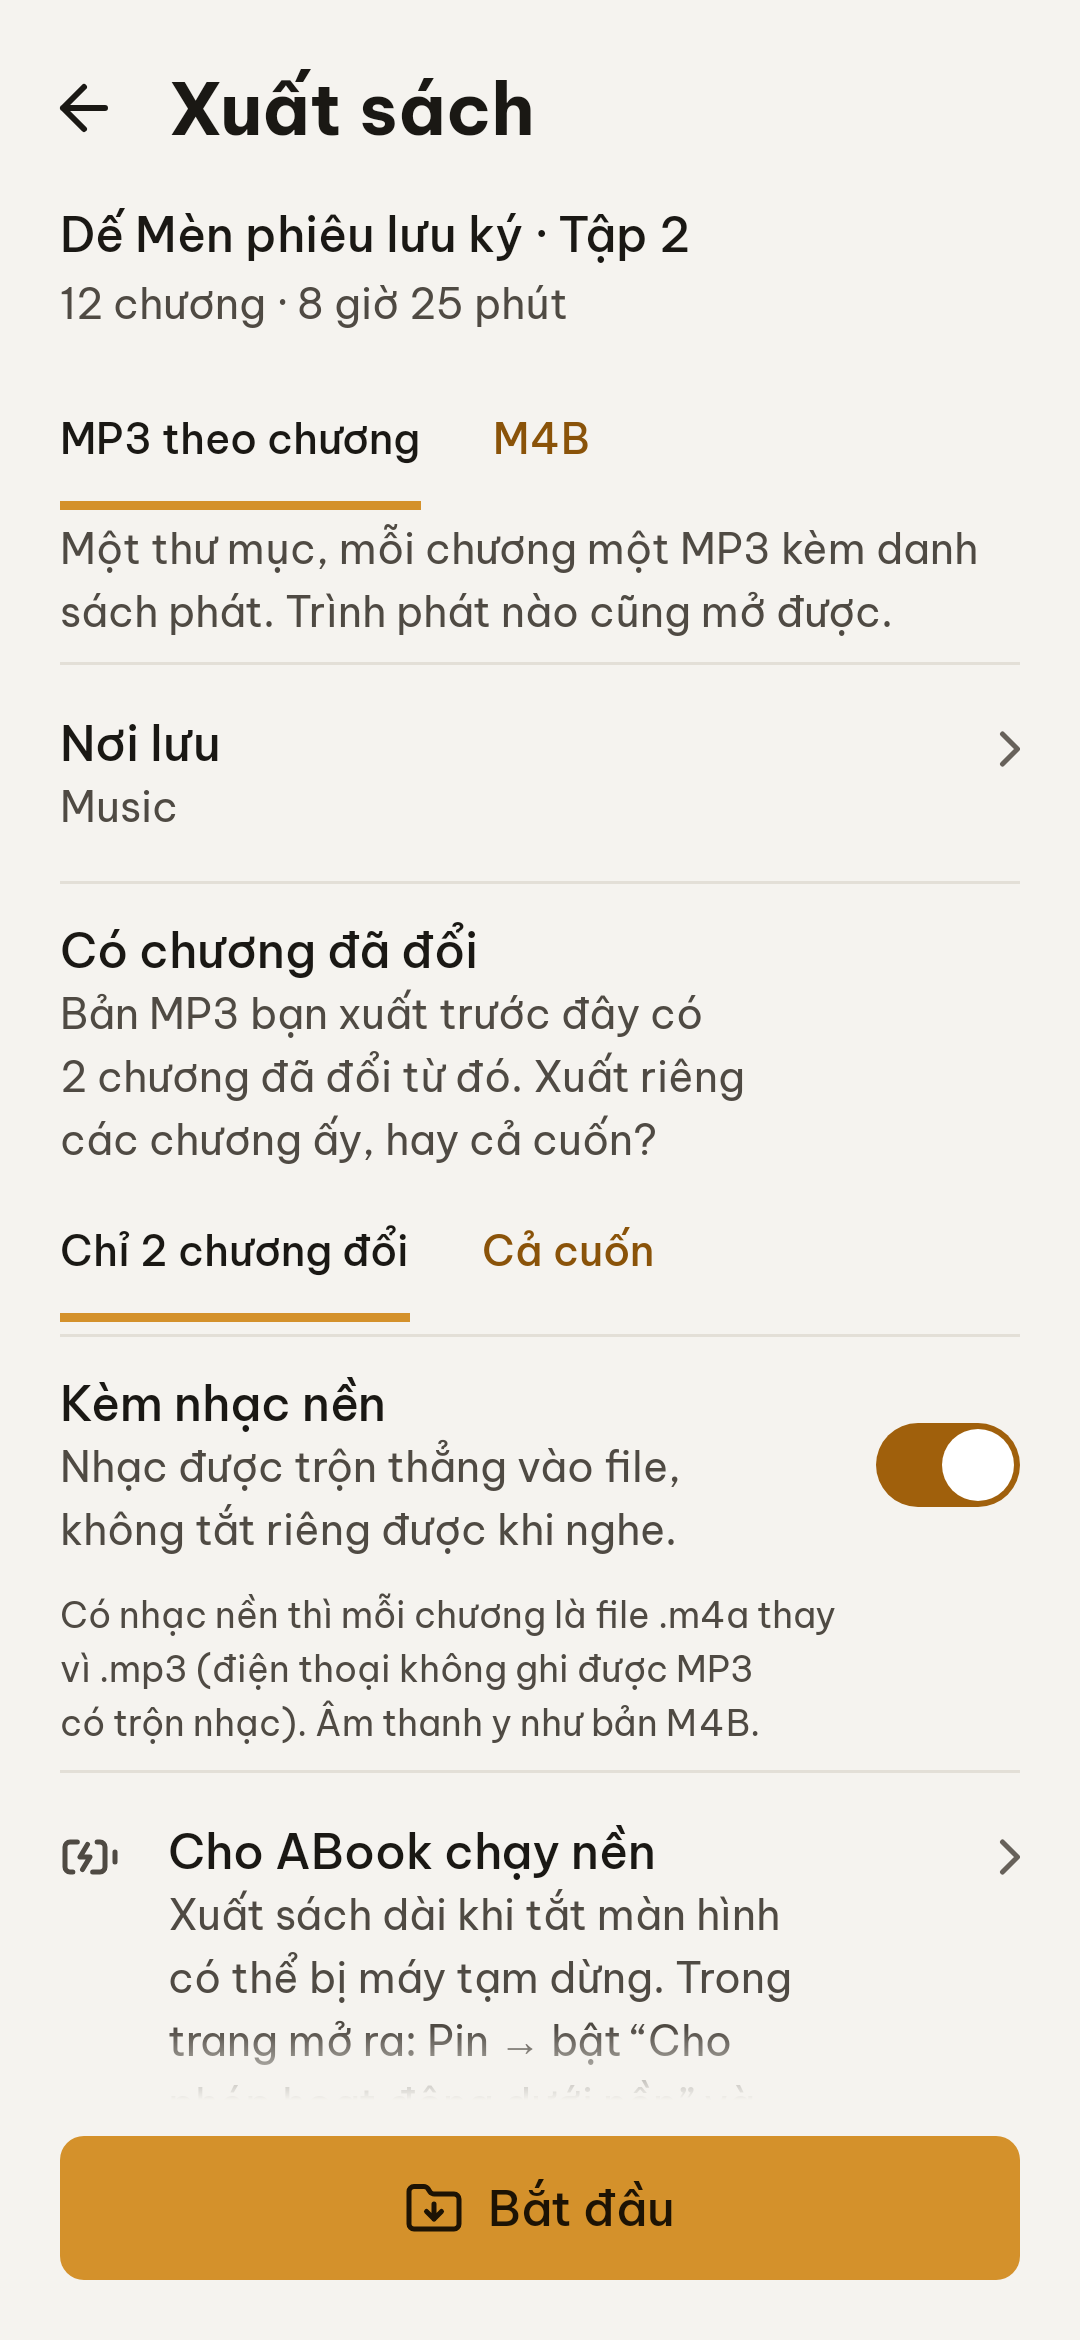 Xuất sách
Dế Mèn phiêu lưu ký · Tập 2
12 chương · 8 giờ 25 phút
MP3 theo chương
M4B
Một thư mục, mỗi chương một MP3 kèm danh
sách phát. Trình phát nào cũng mở được.
Nơi lưu
Music
Có chương đã đổi
Bản MP3 bạn xuất trước đây có
2 chương đã đổi từ đó. Xuất riêng
các chương ấy, hay cả cuốn?
Chỉ 2 chương đổi
Cả cuốn
Kèm nhạc nền
Nhạc được trộn thẳng vào file,
không tắt riêng được khi nghe.
Có nhạc nền thì mỗi chương là file .m4a thay
vì .mp3 (điện thoại không ghi được MP3
có trộn nhạc). Âm thanh y như bản M4B.
Cho ABook chạy nền
Xuất sách dài khi tắt màn hình
có thể bị máy tạm dừng. Trong
trang mở ra: Pin → bật “Cho
Bắt đầu